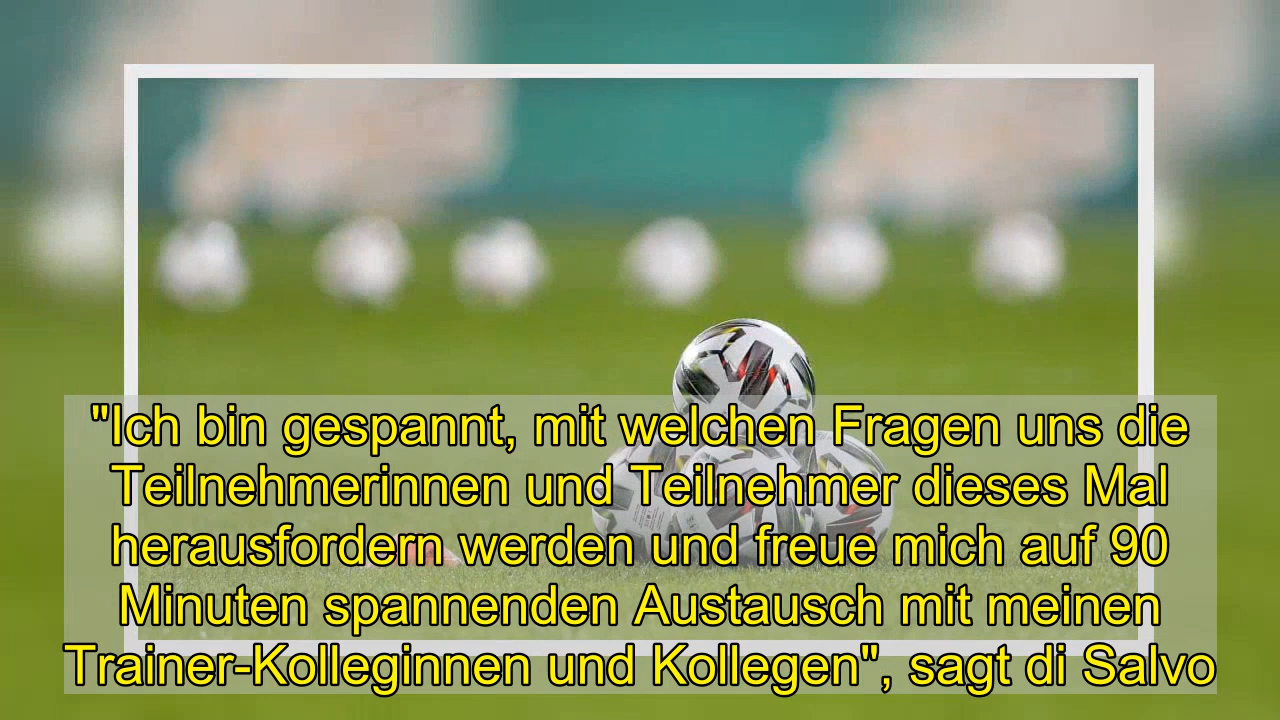 "Ich bin gespannt, mit welchen Fragen uns die
Teilnehmerinnen und Teilnehmer dieses Mal
herausfordern werden und freue mich auf 90
Minuten spannenden Austausch mit meinen
Trainer-Kolleginnen und Kollegen", sagt di Salvo